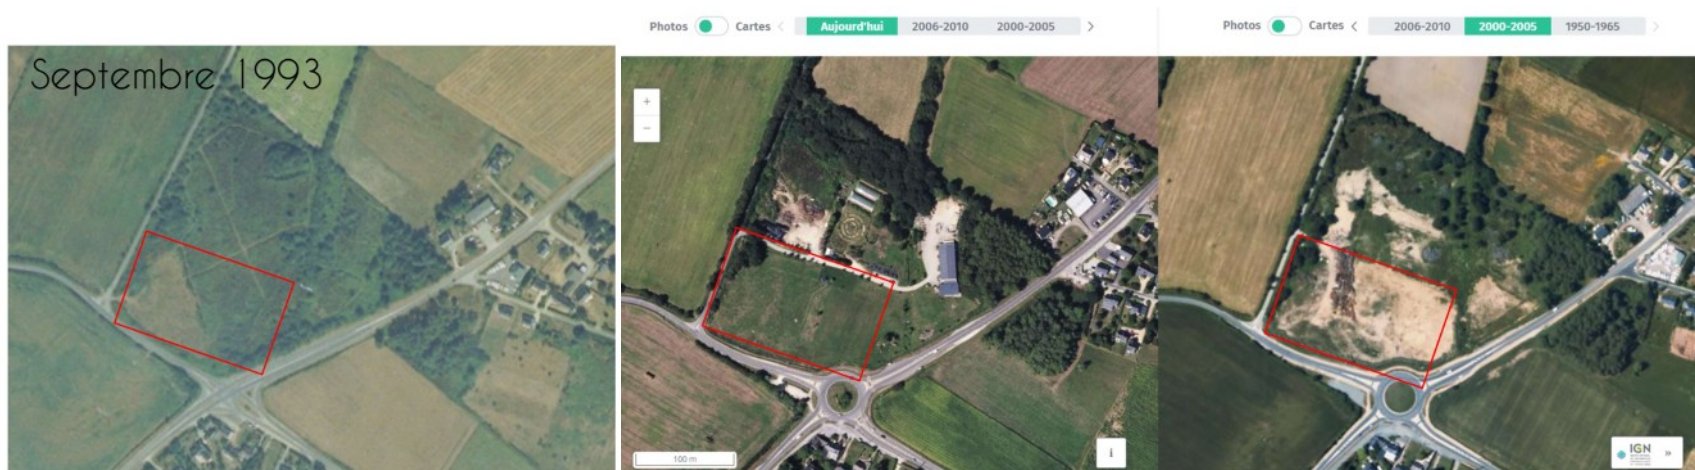 Septembre 1993
Photos Cartes Aujourd'hui 2006-2010 2000-2005
+
−
100 m
i
Photos Cartes 2006-2010 2000-2005 1950-1965
IGN